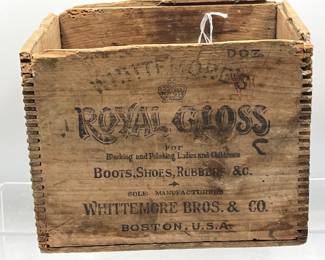 DOZ.
WHITTEMORE'S
ROYAL GLOSS
FOR
Blacking and Polishing Ladies and Childrens
BOOTS, SHOES, RUBBERS &C.
SOLE MANUFACTURERS
WHITTEMORE BROS. & CO.
BOSTON, U.S.A.